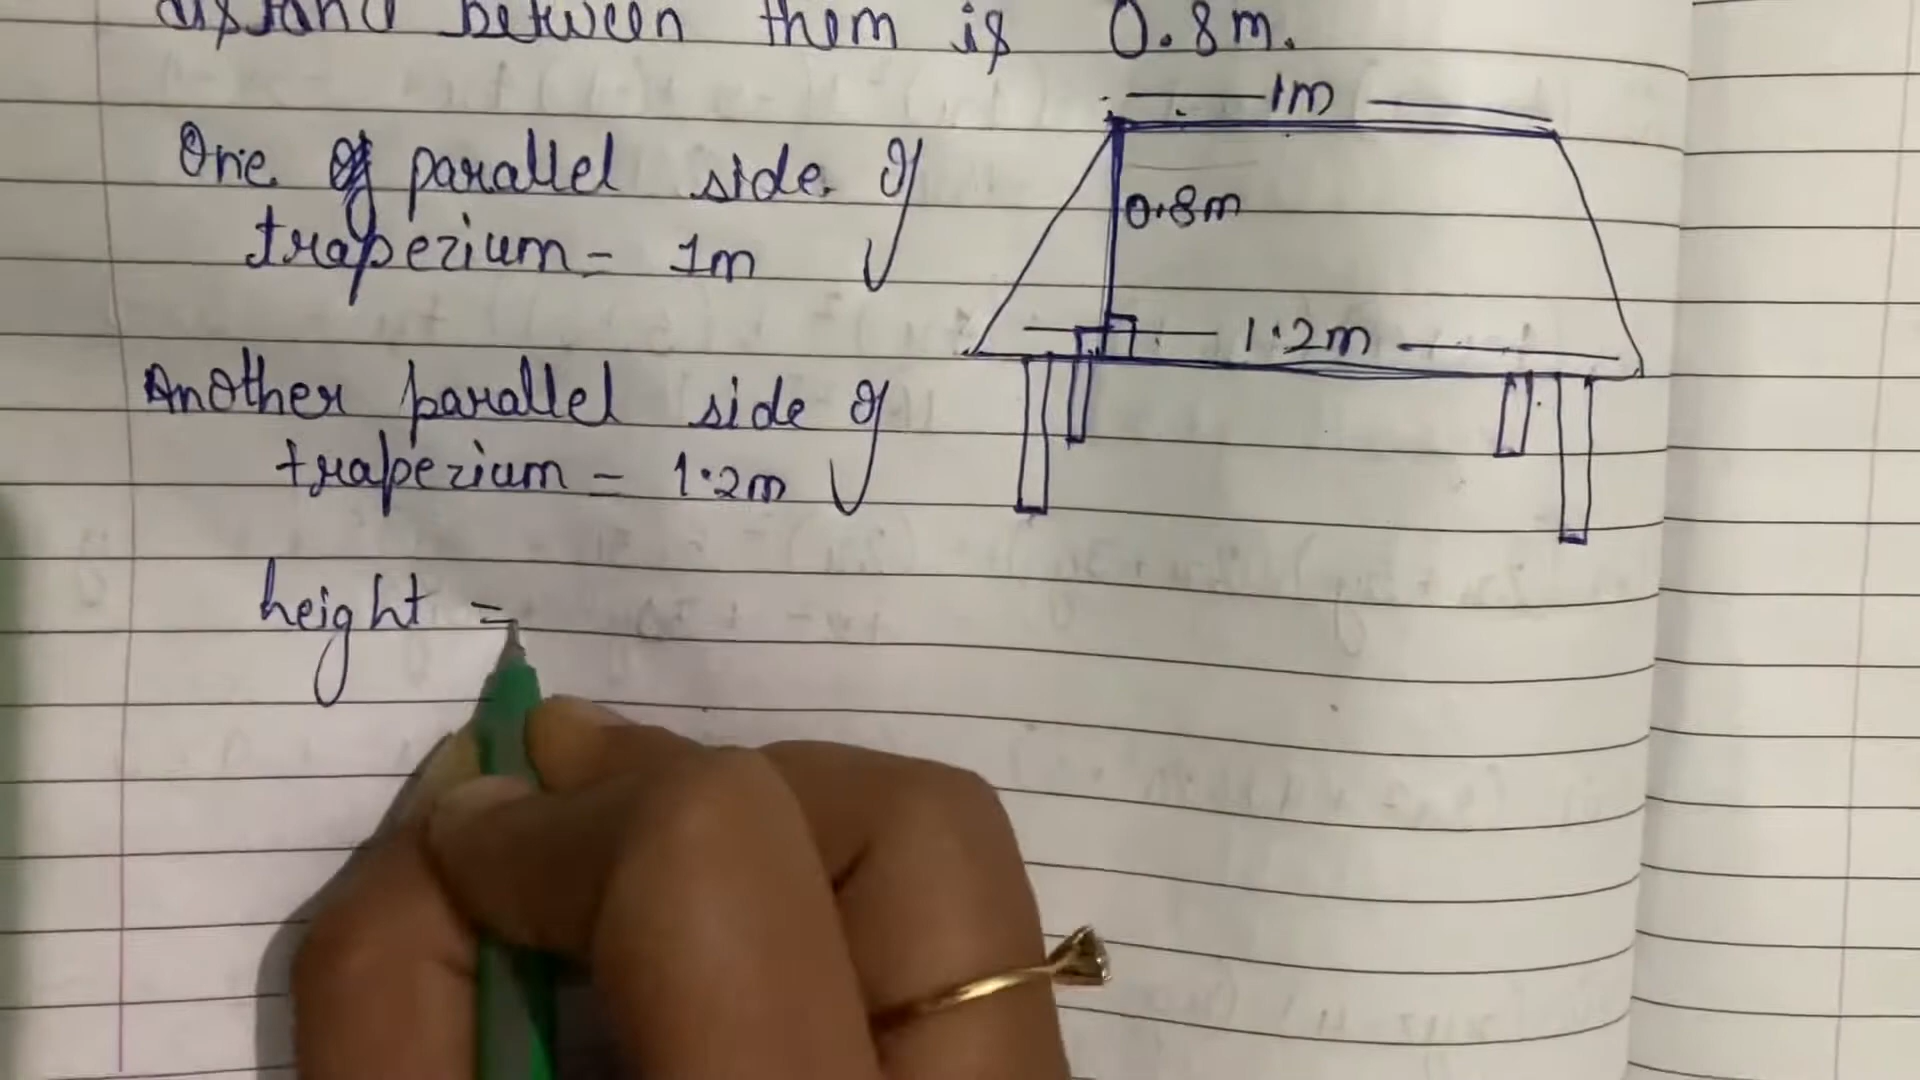 between them is 0.8m.
1m
One of parallel side of
trapezium = 1m
0.8m
1.2m
Another parallel side of
trapezium = 1.2m
height =